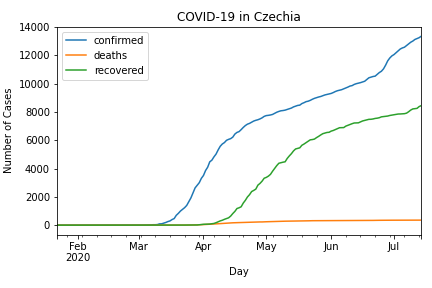 COVID-19 in Czechia
confirmed
deaths
recovered
Number of Cases
14000
12000
10000
8000
6000
4000
2000
0
Feb Mar Apr May Jun Jul
2020
Day